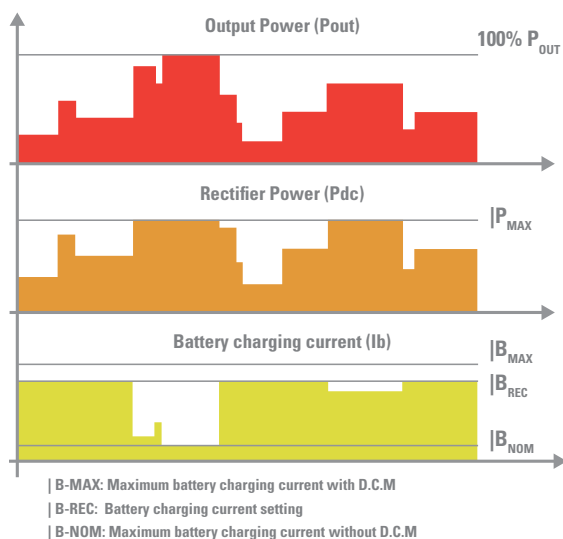 Output Power (Pout)
100% POUT
Rectifier Power (Pdc)
|PMAX
Battery charging current (Ib)
|BMAX
|BREC
|BNOM
| B-MAX: Maximum battery charging current with D.C.M
| B-REC: Battery charging current setting
| B-NOM: Maximum battery charging current without D.C.M